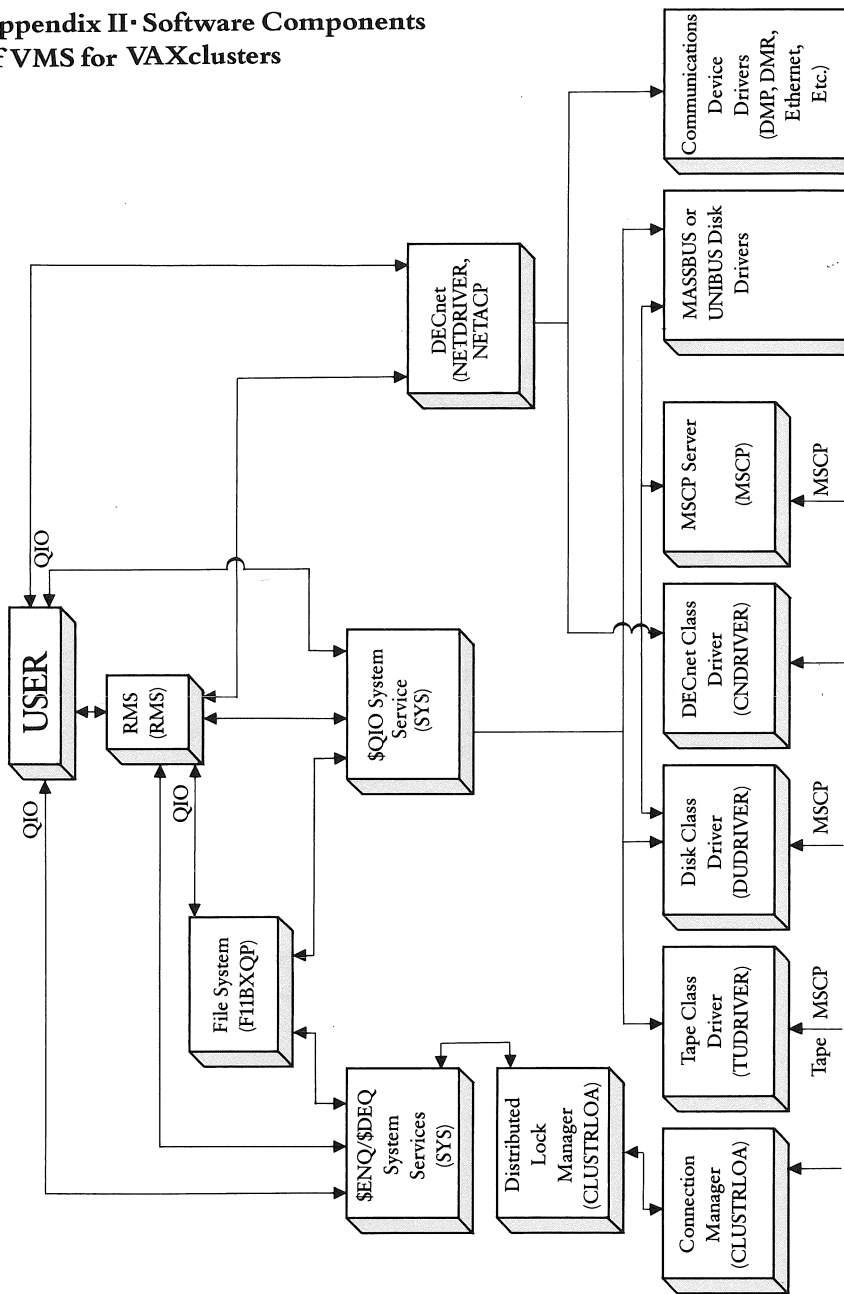 ppendix II· Software Components
f VMS for VAXclusters
USER
QIO
QIO
RMS
(RMS)
QIO
File System
(F11BXQP)
$ENQ/$DEQ
System
Services
(SYS)
$QIO System
Service
(SYS)
DECnet
(NETDRIVER,
NETACP
Distributed
Lock
Manager
(CLUSTRLOA)
Connection
Manager
(CLUSTRLOA)
Tape Class
Driver
(TUDRIVER)
Disk Class
Driver
(DUDRIVER)
DECnet Class
Driver
(CNDRIVER)
MSCP Server
(MSCP)
MASSBUS or
UNIBUS Disk
Drivers
Communications
Device
Drivers
(DMP, DMR,
Ethernet,
Etc.)
Tape MSCP
MSCP
MSCP